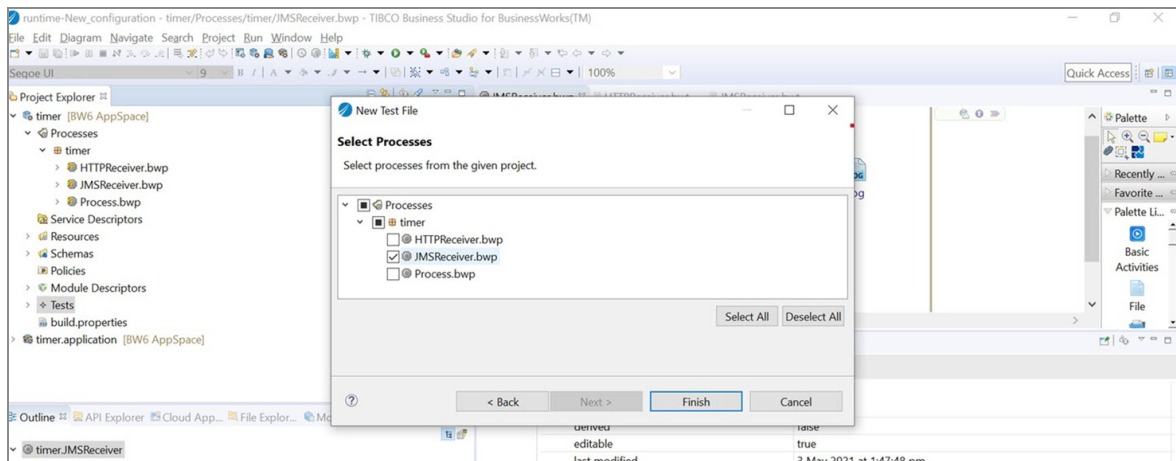 runtime-New_configuration - timer/Processes/timer/JMSReceiver.bwp - TIBCO Business Studio for BusinessWorks(TM)
File Edit Diagram Navigate Search Project Run Window Help
Segoe UI 9 B I A 100% Quick Access
Project Explorer
timer [BW6 AppSpace]
Processes
timer
HTTPReceiver.bwp
JMSReceiver.bwp
Process.bwp
Service Descriptors
Resources
Schemas
Policies
Module Descriptors
Tests
build.properties
timer.application [BW6 AppSpace]
New Test File
Select Processes
Select processes from the given project.
Processes
timer
HTTPReceiver.bwp
JMSReceiver.bwp
Process.bwp
Select All Deselect All
< Back Next > Finish Cancel
Palette
Recently ...
Favorite ...
Palette Li...
Basic
Activities
File
Outline API Explorer Cloud App... File Explor...
timer.JMSReceiver
derived false
editable true
last modified 3 May 2021 at 1:47:48 pm